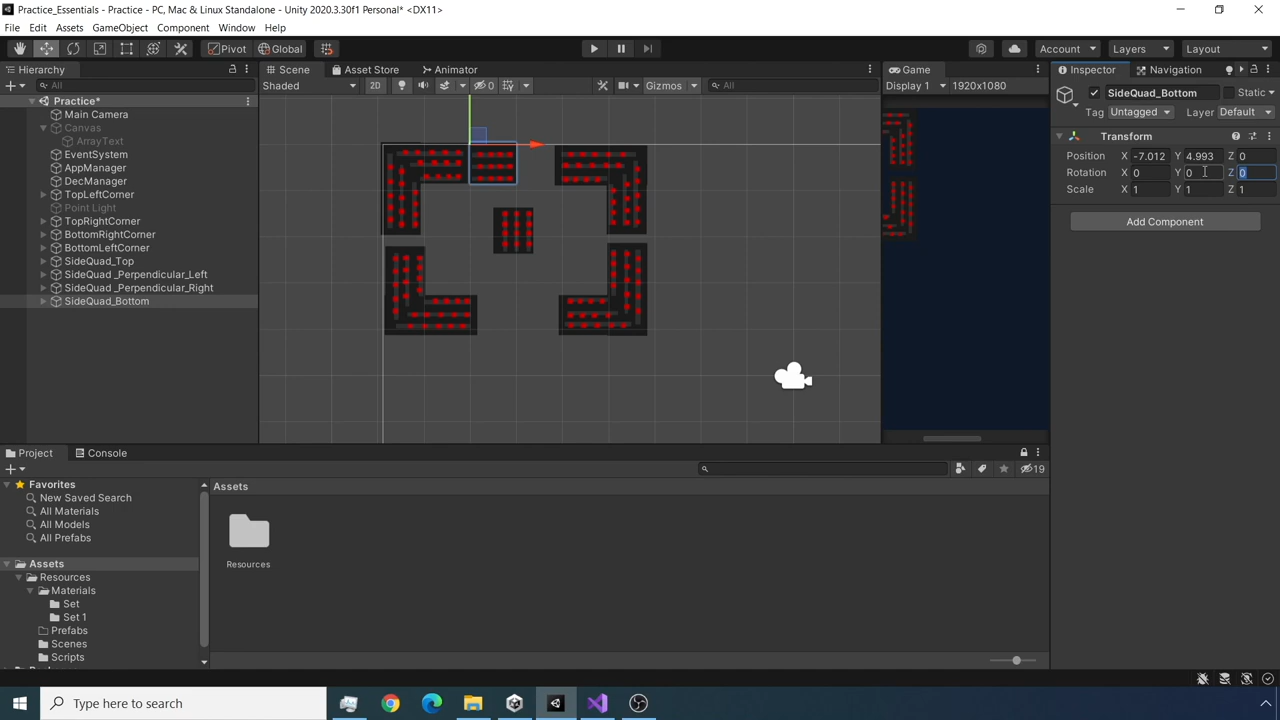 Practice_Essentials - Practice - PC, Mac & Linux Standalone - Unity 2020.3.30f1 Personal* <DX11>
File Edit Assets GameObject Component Window Help
Pivot Global Account Layers Layout
Hierarchy
All
Practice*
Main Camera
Canvas
ArrayText
EventSystem
AppManager
DecManager
TopLeftCorner
Point Light
TopRightCorner
BottomRightCorner
BottomLeftCorner
SideQuad_Top
SideQuad _Perpendicular_Left
SideQuad _Perpendicular_Right
SideQuad_Bottom
Scene Asset Store Animator
Shaded 2D 0 Gizmos All
Game
Display 1 1920x1080
Inspector Navigation
SideQuad_Bottom Static
Tag Untagged Layer Default
Transform
Position X -7.012 Y 4.993 Z 0
Rotation X 0 Y 0 Z 0
Scale X 1 Y 1 Z 1
Add Component
Project Console
19
Favorites
New Saved Search
All Materials
All Models
All Prefabs
Assets
Resources
Materials
Set
Set 1
Prefabs
Scenes
Scripts
Assets
Resources
Type here to search